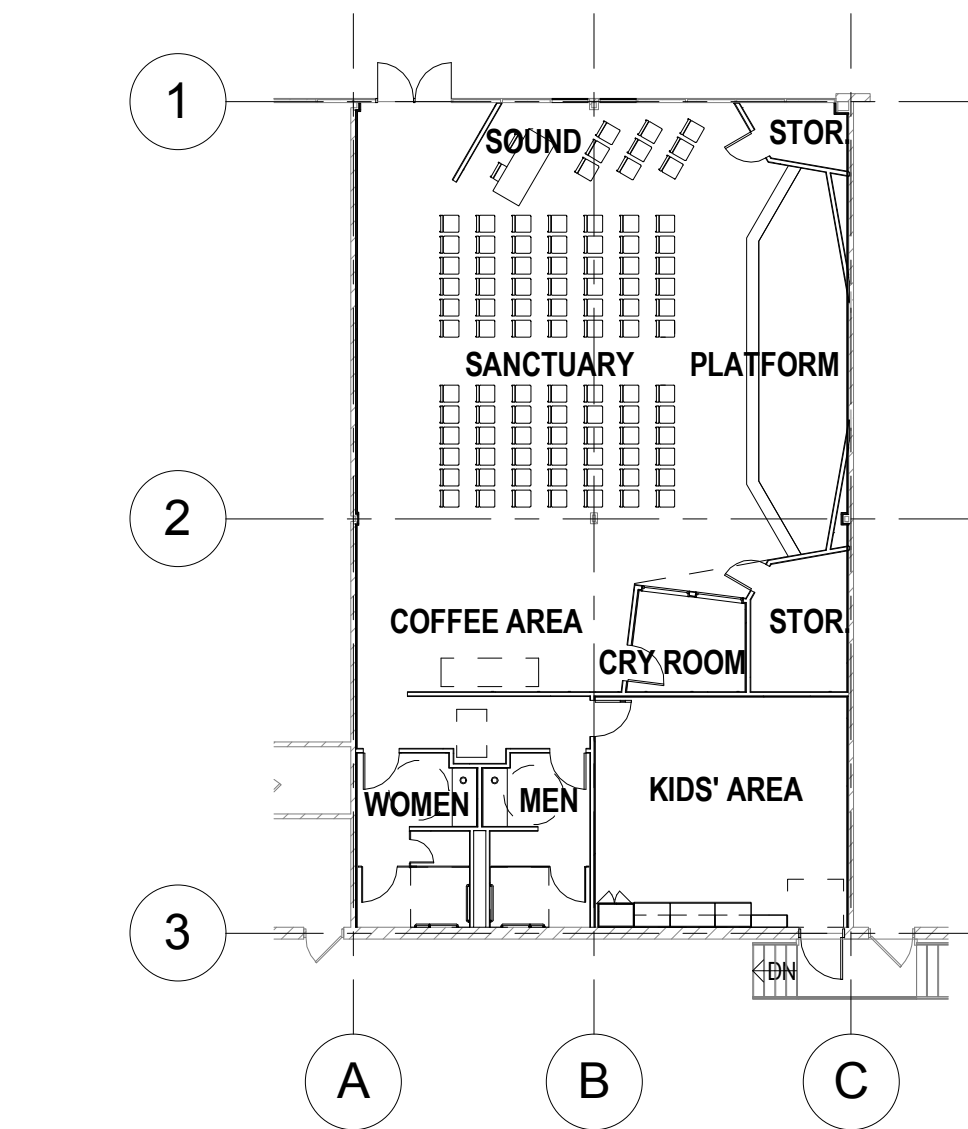 1
SOUND
STOR.
SANCTUARY
PLATFORM
2
COFFEE AREA
STOR.
CRY ROOM
KIDS' AREA
WOMEN
MEN
3
DN
A
B
C